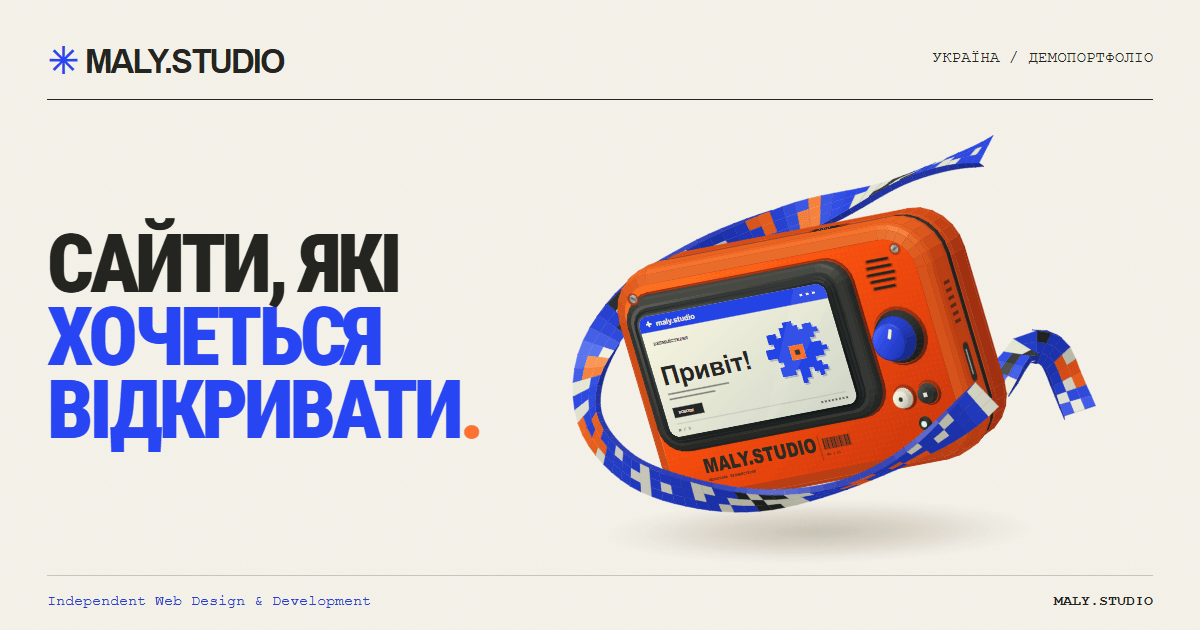 MALY.STUDIO
УКРАЇНА / ДЕМОПОРТФОЛІО
САЙТИ, ЯКІ
ХОЧЕТЬСЯ
ВІДКРИВАТИ.
maly.studio
Привіт!
MALY.STUDIO
Independent Web Design & Development
MALY.STUDIO